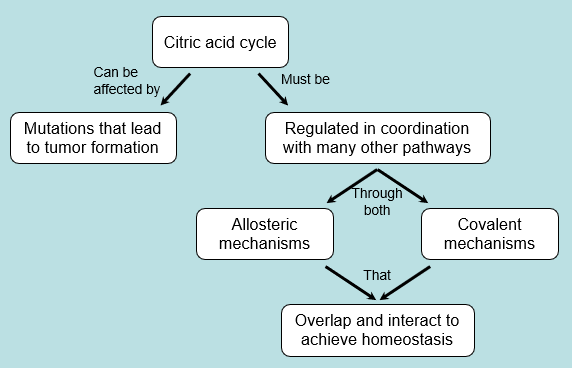 Citric acid cycle
Can be
affected by
Must be
Mutations that lead
to tumor formation
Regulated in coordination
with many other pathways
Through
both
Allosteric
mechanisms
Covalent
mechanisms
That
Overlap and interact to
achieve homeostasis